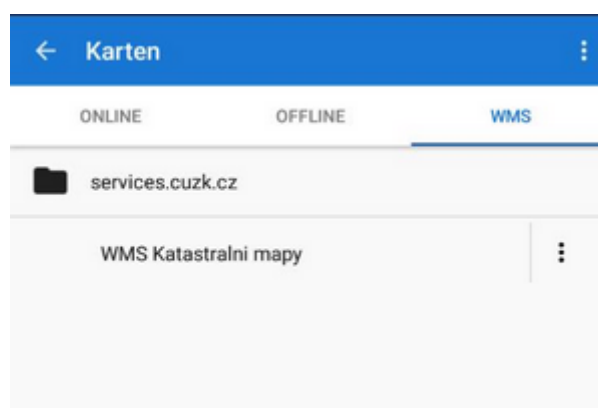 Karten
ONLINE OFFLINE WMS
services.cuzk.cz
WMS Katastralni mapy